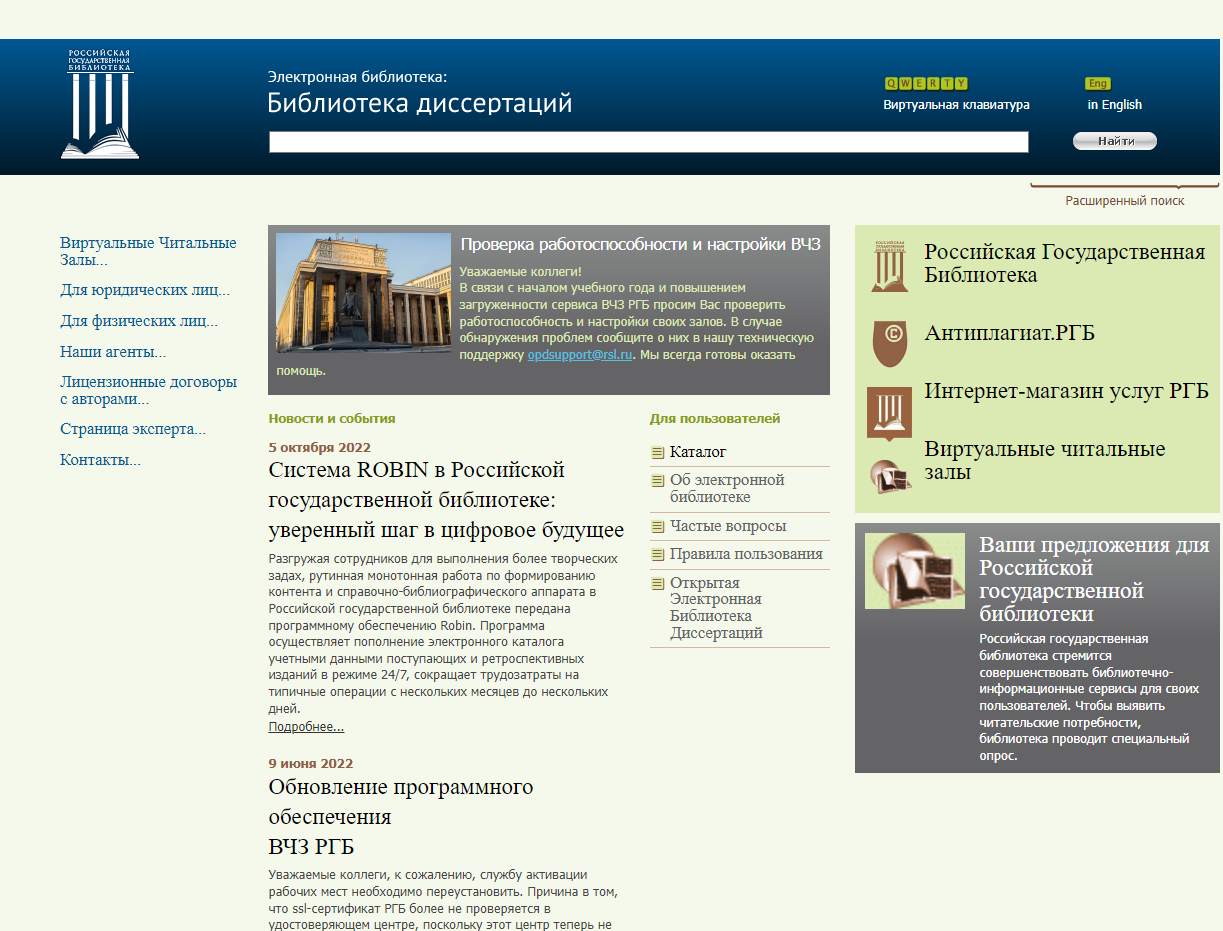 РОССИЙСКАЯ
ГОСУДАРСТВЕННАЯ
БИБЛИОТЕКА
Электронная библиотека:
Библиотека диссертаций
QWERTY
Виртуальная клавиатура
Eng
in English
Найти
Расширенный поиск
Виртуальные Читальные
Залы...
Для юридических лиц...
Для физических лиц...
Наши агенты...
Лицензионные договоры
с авторами...
Страница эксперта...
Контакты...
Проверка работоспособности и настройки ВЧЗ
Уважаемые коллеги!
В связи с началом учебного года и повышением
загруженности сервиса ВЧЗ РГБ просим Вас проверить
работоспособность и настройки своих залов. В случае
обнаружения проблем сообщите о них в нашу техническую
поддержку opdsupport@rsl.ru. Мы всегда готовы оказать
помощь.
Новости и события
5 октября 2022
Система ROBIN в Российской
государственной библиотеке:
уверенный шаг в цифровое будущее
Разгружая сотрудников для выполнения более творческих
задах, рутинная монотонная работа по формированию
контента и справочно-библиографического аппарата в
Российской государственной библиотеке передана
программному обеспечению Robin. Программа
осуществляет пополнение электронного каталога
учетными данными поступающих и ретроспективных
изданий в режиме 24/7, сокращает трудозатраты на
типичные операции с нескольких месяцев до нескольких
дней.
Подробнее...
9 июня 2022
Обновление программного
обеспечения
ВЧЗ РГБ
Уважаемые коллеги, к сожалению, службу активации
рабочих мест необходимо переустановить. Причина в том,
что ssl-сертификат РГБ более не проверяется в
удостоверяющем центре, поскольку этот центр теперь не
Для пользователей
Каталог
Об электронной
библиотеке
Частые вопросы
Правила пользования
Открытая
Электронная
Библиотека
Диссертаций
РОССИЙСКАЯ
ГОСУДАРСТВЕННАЯ
БИБЛИОТЕКА
Российская Государственная
Библиотека
©
Антиплагиат.РГБ
Интернет-магазин услуг РГБ
Виртуальные читальные
залы
Ваши предложения для
Российской
государственной
библиотеки
Российская государственная
библиотека стремится
совершенствовать библиотечно-
информационные сервисы для своих
пользователей. Чтобы выявить
читательские потребности,
библиотека проводит специальный
опрос.